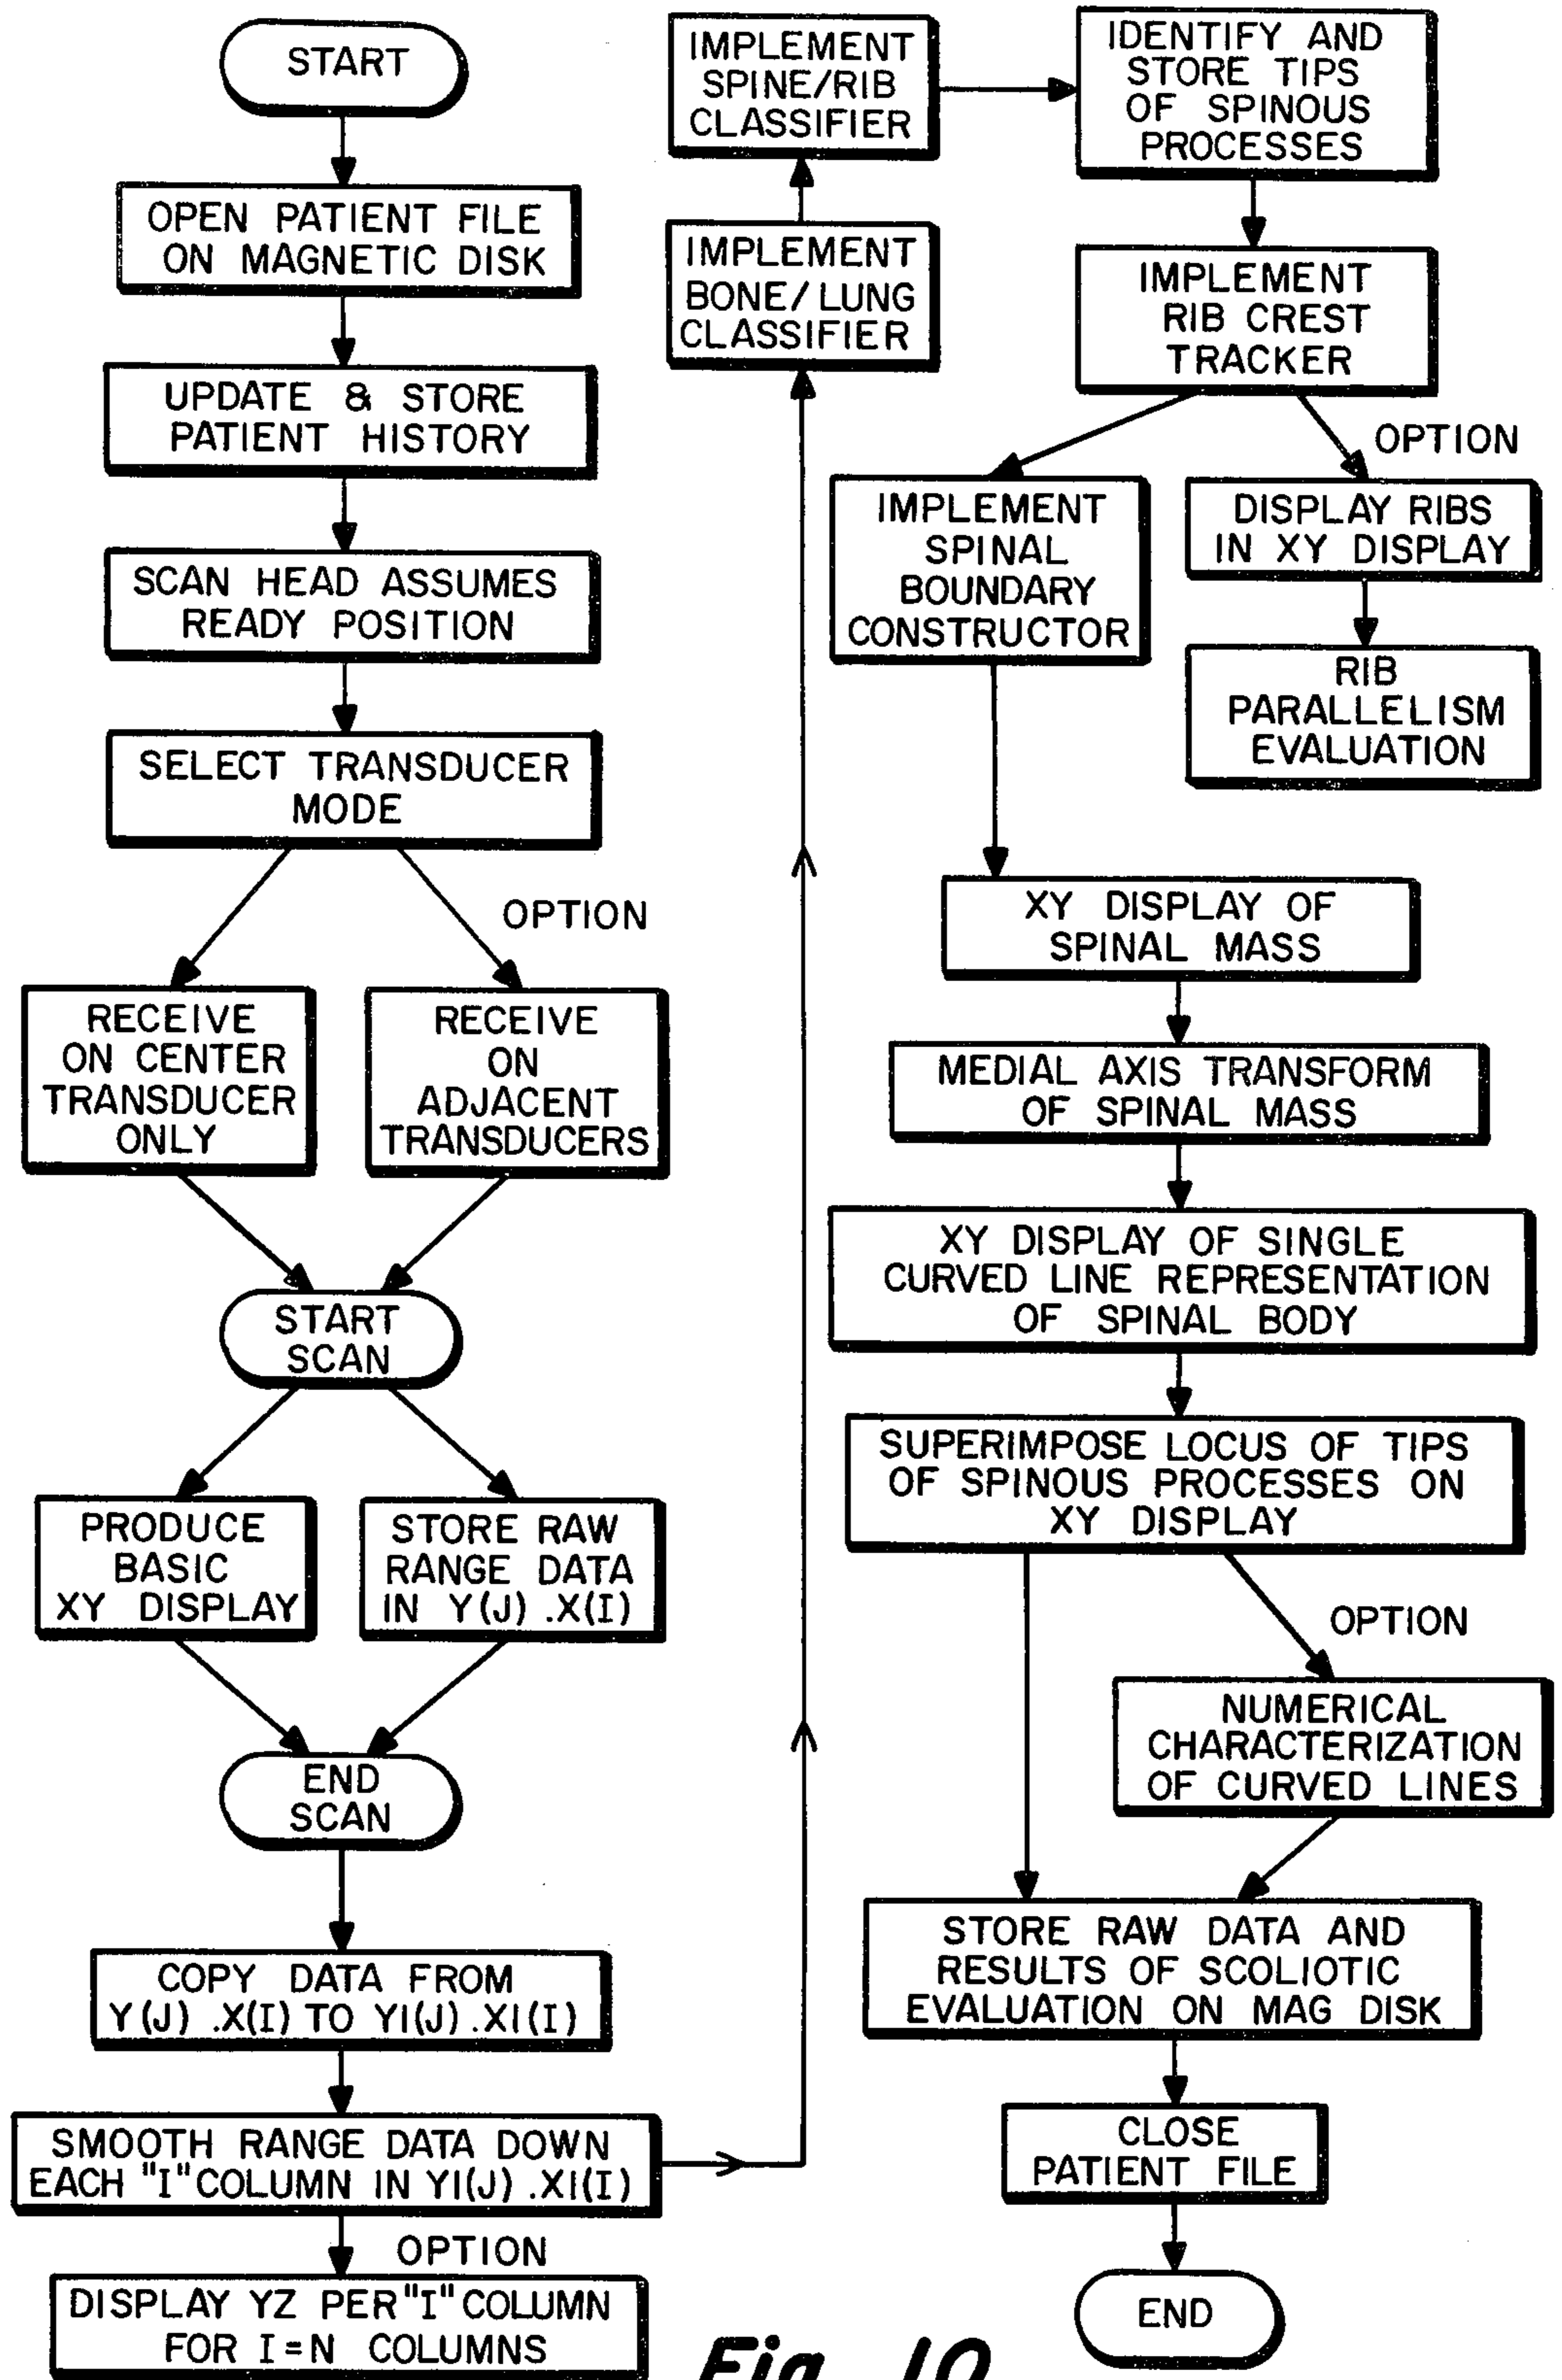 START
OPEN PATIENT FILE
ON MAGNETIC DISK
UPDATE & STORE
PATIENT HISTORY
SCAN HEAD ASSUMES
READY POSITION
SELECT TRANSDUCER
MODE
OPTION
RECEIVE
ON CENTER
TRANSDUCER
ONLY
RECEIVE
ON
ADJACENT
TRANSDUCERS
START
SCAN
PRODUCE
BASIC
XY DISPLAY
STORE RAW
RANGE DATA
IN Y(J) .X(I)
END
SCAN
COPY DATA FROM
Y(J) .X(I) TO Y1(J) .X1(I)
SMOOTH RANGE DATA DOWN
EACH "I" COLUMN IN Y1(J) .X1(I)
OPTION
DISPLAY YZ PER "I" COLUMN
FOR I=N COLUMNS
IMPLEMENT
BONE/LUNG
CLASSIFIER
IMPLEMENT
SPINE/RIB
CLASSIFIER
IDENTIFY AND
STORE TIPS
OF SPINOUS
PROCESSES
IMPLEMENT
RIB CREST
TRACKER
OPTION
IMPLEMENT
SPINAL
BOUNDARY
CONSTRUCTOR
DISPLAY RIBS
IN XY DISPLAY
RIB
PARALLELISM
EVALUATION
XY DISPLAY OF
SPINAL MASS
MEDIAL AXIS TRANSFORM
OF SPINAL MASS
XY DISPLAY OF SINGLE
CURVED LINE REPRESENTATION
OF SPINAL BODY
SUPERIMPOSE LOCUS OF TIPS
OF SPINOUS PROCESSES ON
XY DISPLAY
OPTION
NUMERICAL
CHARACTERIZATION
OF CURVED LINES
STORE RAW DATA AND
RESULTS OF SCOLIOTIC
EVALUATION ON MAG DISK
CLOSE
PATIENT FILE
END
Fig. 10